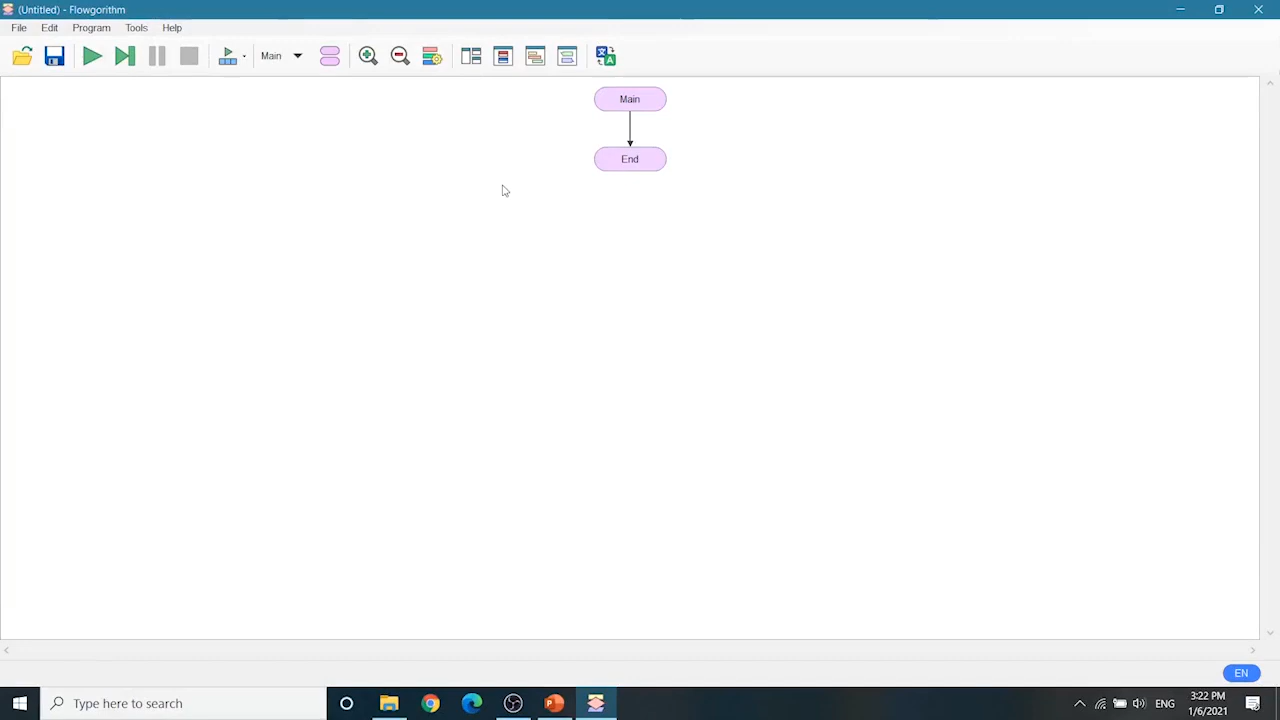 (Untitled) - Flowgorithm
File Edit Program Tools Help
Main
Main
End
EN
Type here to search
ENG
3:22 PM
1/6/2021